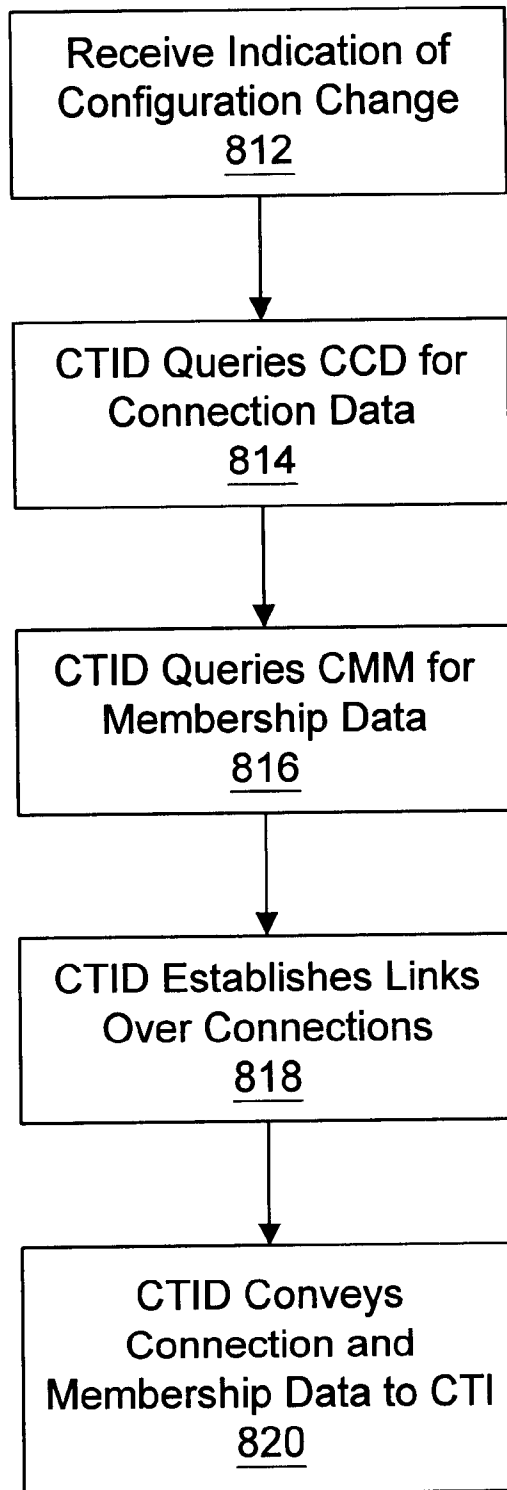 Receive Indication of
Configuration Change
812
CTID Queries CCD for
Connection Data
814
CTID Queries CMM for
Membership Data
816
CTID Establishes Links
Over Connections
818
CTID Conveys
Connection and
Membership Data to CTI
820